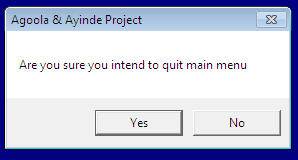 Agoola & Ayinde Project
Are you sure you intend to quit main menu
Yes
No